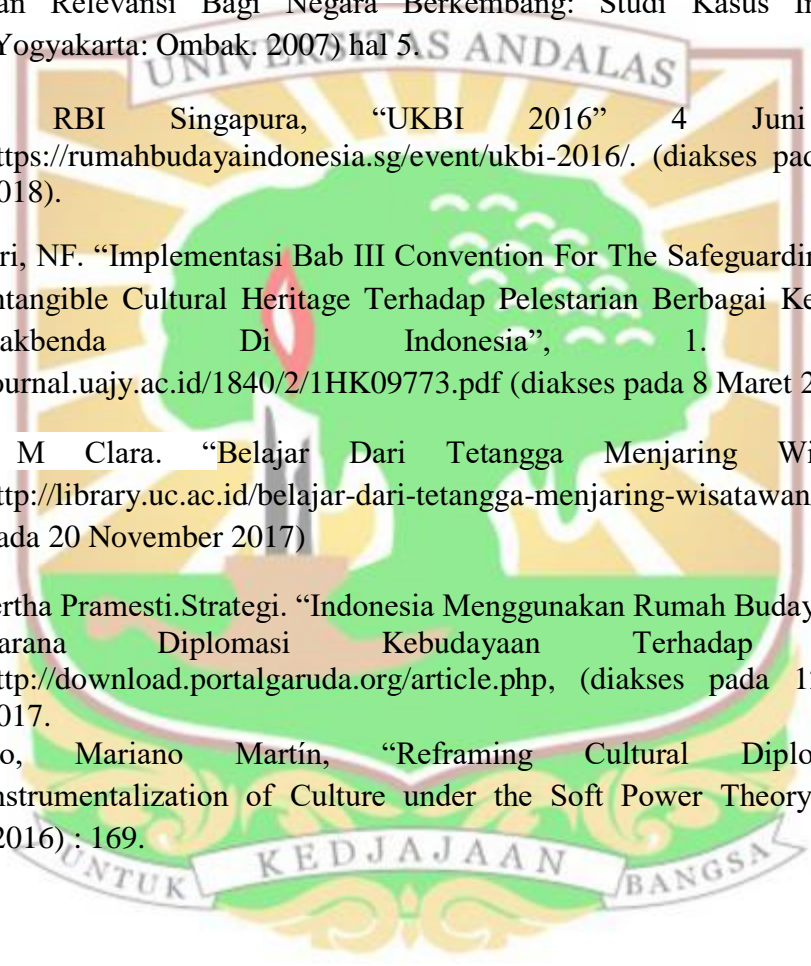 an Relevansi Bagi Negara Berkembang: Studi Kasus In
Yogyakarta: Ombak. 2007) hal 5.
UNIVERSITAS ANDALAS
RBI Singapura, “UKBI 2016” 4 Juni
ttps://rumahbudayaindonesia.sg/event/ukbi-2016/. (diakses pad
018).
ri, NF. “Implementasi Bab III Convention For The Safeguardin
ntangible Cultural Heritage Terhadap Pelestarian Berbagai Ke
akbenda Di Indonesia”, 1.
ournal.uajy.ac.id/1840/2/1HK09773.pdf (diakses pada 8 Maret 2
M Clara. “Belajar Dari Tetangga Menjaring Wi
ttp://library.uc.ac.id/belajar-dari-tetangga-menjaring-wisatawan
ada 20 November 2017)
ertha Pramesti.Strategi. “Indonesia Menggunakan Rumah Buday
arana Diplomasi Kebudayaan Terhadap
ttp://download.portalgaruda.org/article.php, (diakses pada 1
017.
o, Mariano Martín, “Reframing Cultural Diplo
nstrumentalization of Culture under the Soft Power Theory
2016) : 169.
UNTUK KEDJAJAAN BANGSA